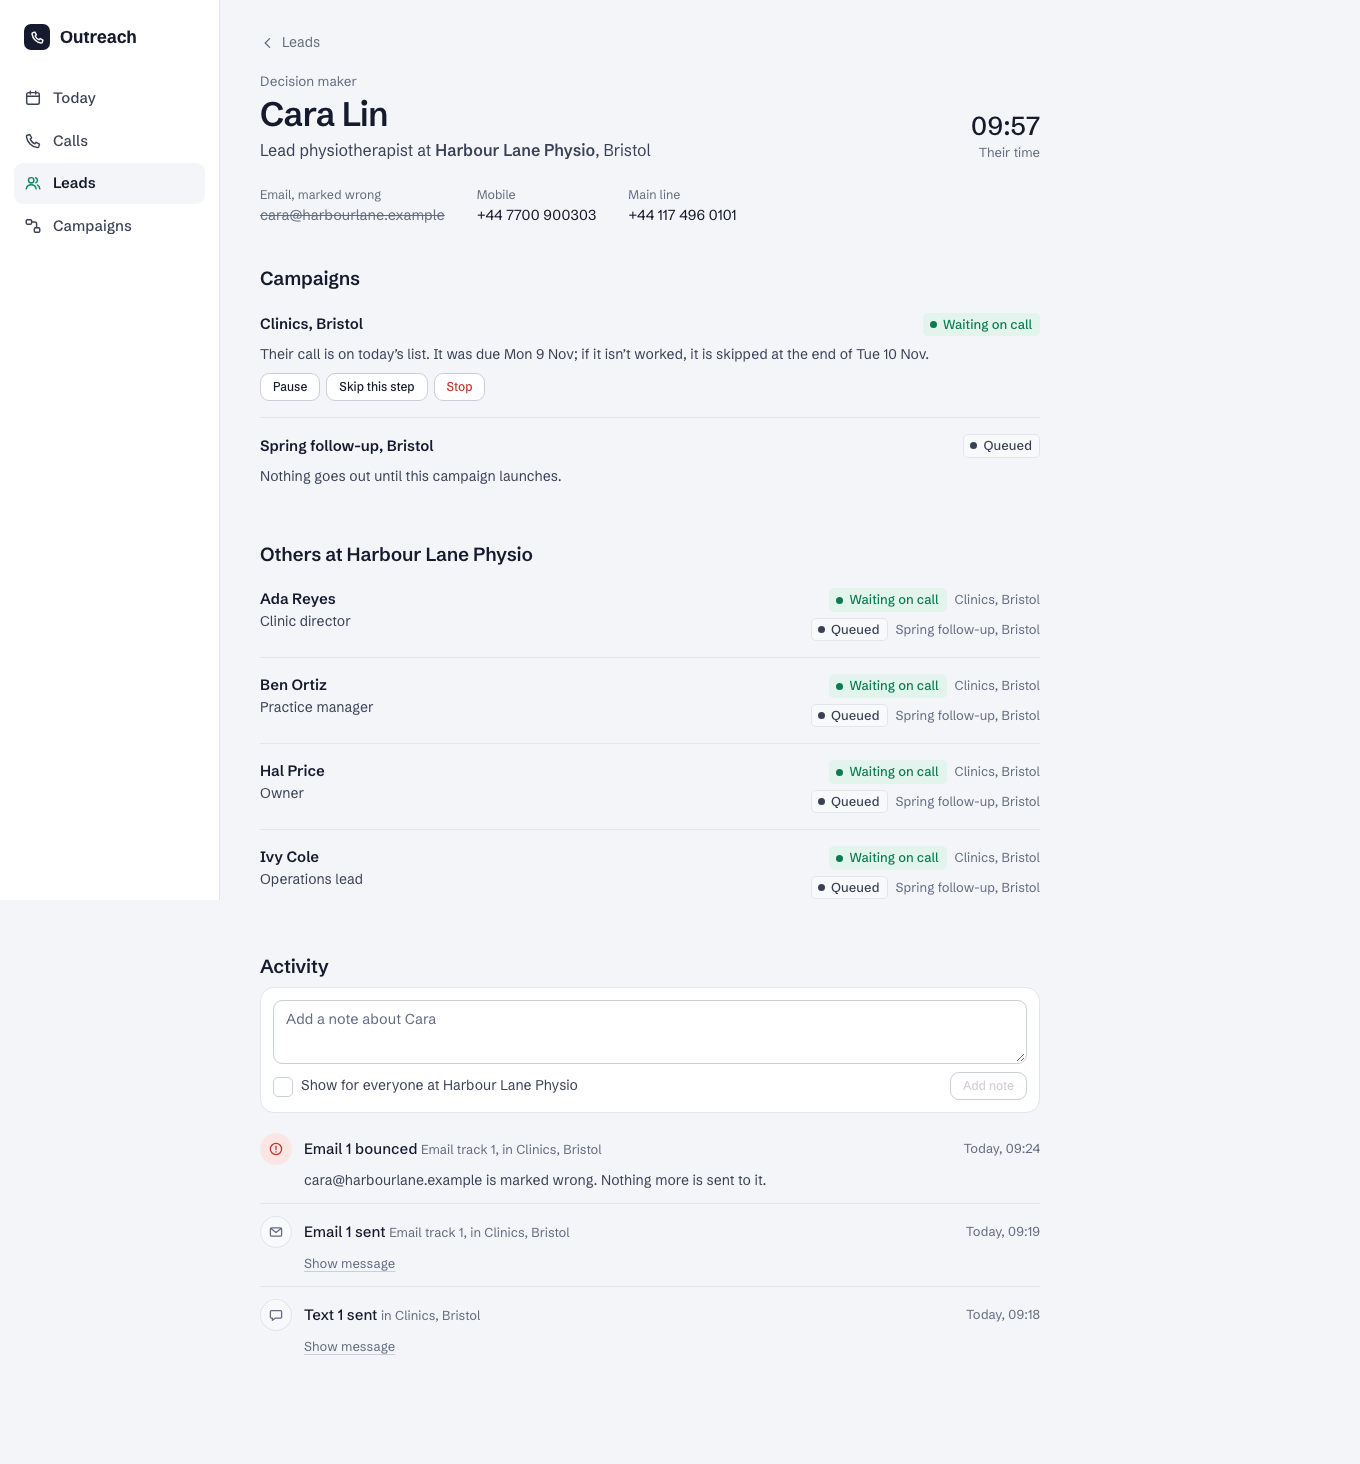 Outreach
Today
Calls
Leads
Campaigns
Leads
Decision maker
Cara Lin
Lead physiotherapist at Harbour Lane Physio, Bristol
09:57
Their time
Email, marked wrong
cara@harbourlane.example
Mobile
+44 7700 900303
Main line
+44 117 496 0101
Campaigns
Clinics, Bristol
Waiting on call
Their call is on today’s list. It was due Mon 9 Nov; if it isn’t worked, it is skipped at the end of Tue 10 Nov.
Pause
Skip this step
Stop
Spring follow-up, Bristol
Queued
Nothing goes out until this campaign launches.
Others at Harbour Lane Physio
Ada Reyes
Clinic director
Waiting on call Clinics, Bristol
Queued Spring follow-up, Bristol
Ben Ortiz
Practice manager
Waiting on call Clinics, Bristol
Queued Spring follow-up, Bristol
Hal Price
Owner
Waiting on call Clinics, Bristol
Queued Spring follow-up, Bristol
Ivy Cole
Operations lead
Waiting on call Clinics, Bristol
Queued Spring follow-up, Bristol
Activity
Add a note about Cara
Show for everyone at Harbour Lane Physio
Add note
Email 1 bounced Email track 1, in Clinics, Bristol
Today, 09:24
cara@harbourlane.example is marked wrong. Nothing more is sent to it.
Email 1 sent Email track 1, in Clinics, Bristol
Today, 09:19
Show message
Text 1 sent in Clinics, Bristol
Today, 09:18
Show message